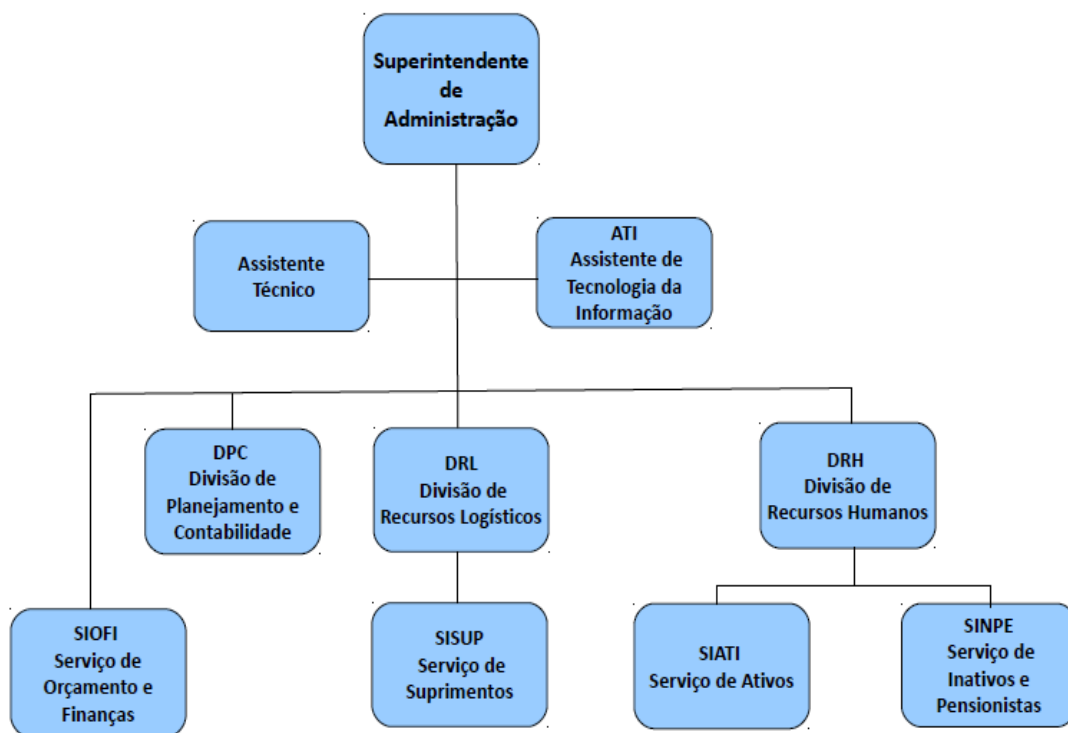 Superintendente
de
Administração
Assistente
Técnico
ATI
Assistente de
Tecnologia da
Informação
DPC
Divisão de
Planejamento e
Contabilidade
DRL
Divisão de
Recursos Logísticos
DRH
Divisão de
Recursos Humanos
SIOFI
Serviço de
Orçamento e
Finanças
SISUP
Serviço de
Suprimentos
SIATI
Serviço de Ativos
SINPE
Serviço de
Inativos e
Pensionistas